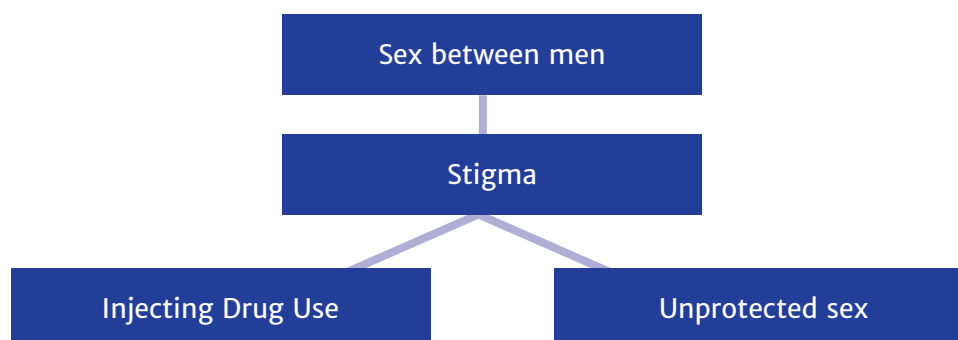 Sex between men
Stigma
Injecting Drug Use
Unprotected sex